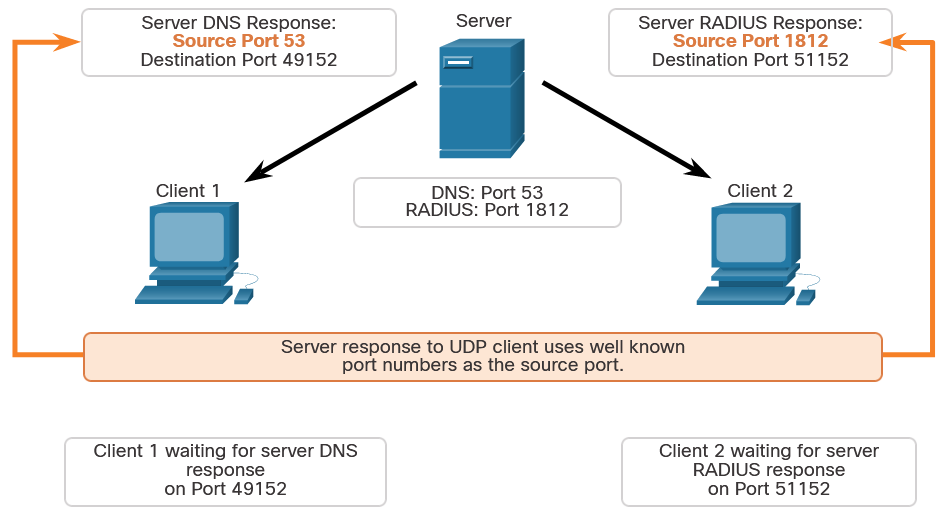 Server DNS Response:
Source Port 53
Destination Port 49152
Server
Server RADIUS Response:
Source Port 1812
Destination Port 51152
Client 1
DNS: Port 53
RADIUS: Port 1812
Client 2
Server response to UDP client uses well known
port numbers as the source port.
Client 1 waiting for server DNS
response
on Port 49152
Client 2 waiting for server
RADIUS response
on Port 51152